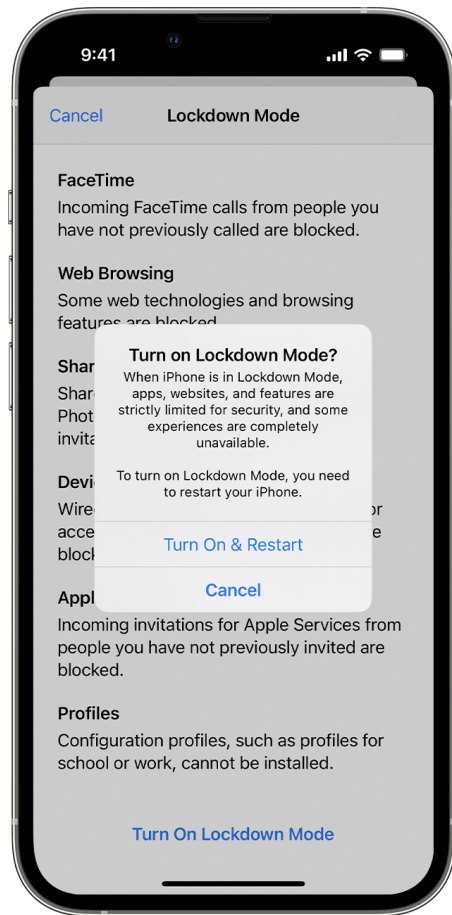 9:41
Cancel
Lockdown Mode
FaceTime
Incoming FaceTime calls from people you
have not previously called are blocked.
Web Browsing
Some web technologies and browsing
features are blocked
Turn on Lockdown Mode?
When iPhone is in Lockdown Mode,
apps, websites, and features are
strictly limited for security, and some
experiences are completely
unavailable.
To turn on Lockdown Mode, you need
to restart your iPhone.
Turn On & Restart
Cancel
Incoming invitations for Apple Services from
people you have not previously invited are
blocked.
Profiles
Configuration profiles, such as profiles for
school or work, cannot be installed.
Turn On Lockdown Mode